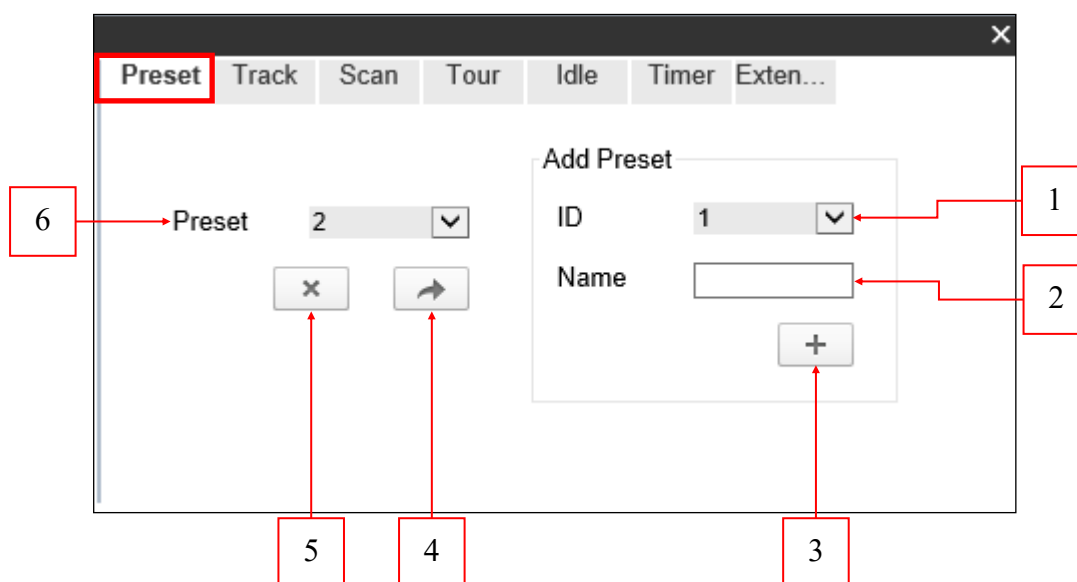 Preset Track Scan Tour Idle Timer Exten...
Add Preset
6 Preset 2 ID 1 1
Name 2
5 4 3